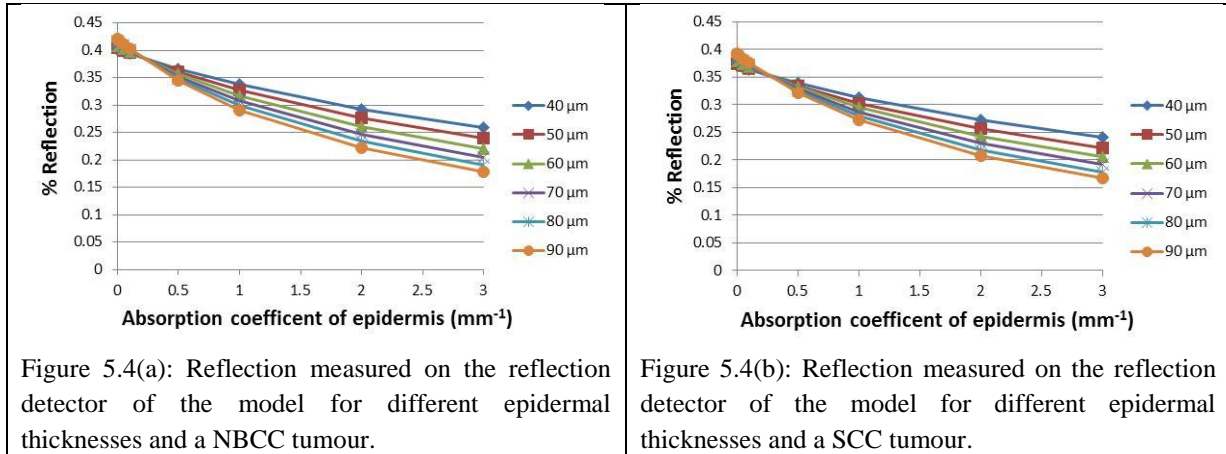 0.45
0.4
0.35
0.3
0.25
0.2
0.15
0.1
0.05
0
% Reflection
0 0.5 1 1.5 2 2.5 3
Absorption coefficent of epidermis (mm⁻¹)
40 µm
50 µm
60 µm
70 µm
80 µm
90 µm
Figure 5.4(a): Reflection measured on the reflection
detector of the model for different epidermal
thicknesses and a NBCC tumour.
0.45
0.4
0.35
0.3
0.25
0.2
0.15
0.1
0.05
0
% Reflection
0 0.5 1 1.5 2 2.5 3
Absorption coefficent of epidermis (mm⁻¹)
40 µm
50 µm
60 µm
70 µm
80 µm
90 µm
Figure 5.4(b): Reflection measured on the reflection
detector of the model for different epidermal
thicknesses and a SCC tumour.